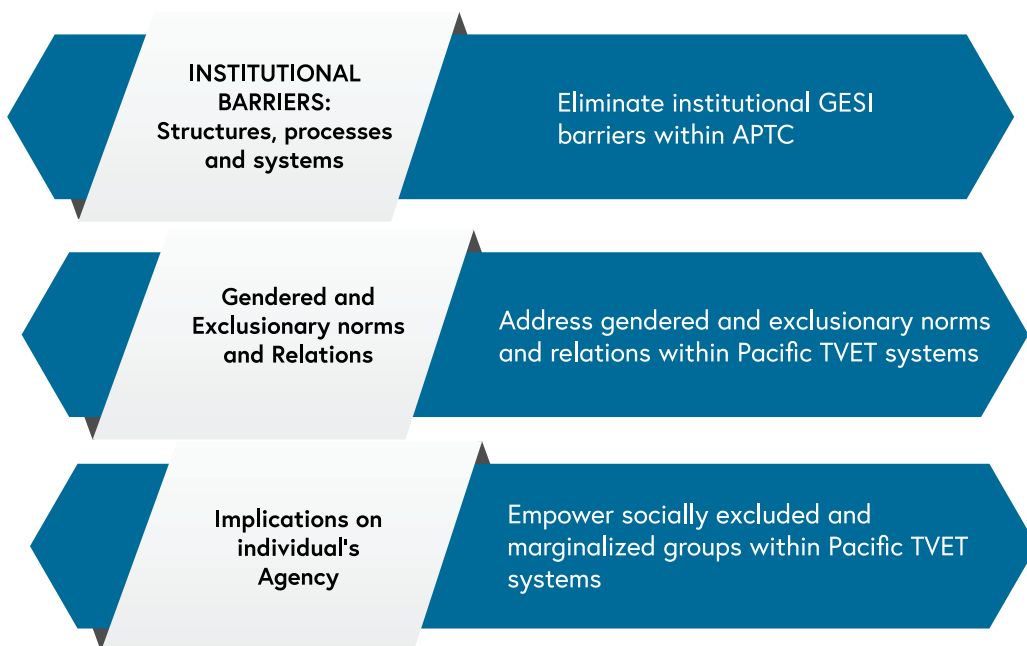 INSTITUTIONAL
BARRIERS:
Structures, processes
and systems
Eliminate institutional GESI
barriers within APTC
Gendered and
Exclusionary norms
and Relations
Address gendered and exclusionary norms
and relations within Pacific TVET systems
Implications on
individual's
Agency
Empower socially excluded and
marginalized groups within Pacific TVET
systems